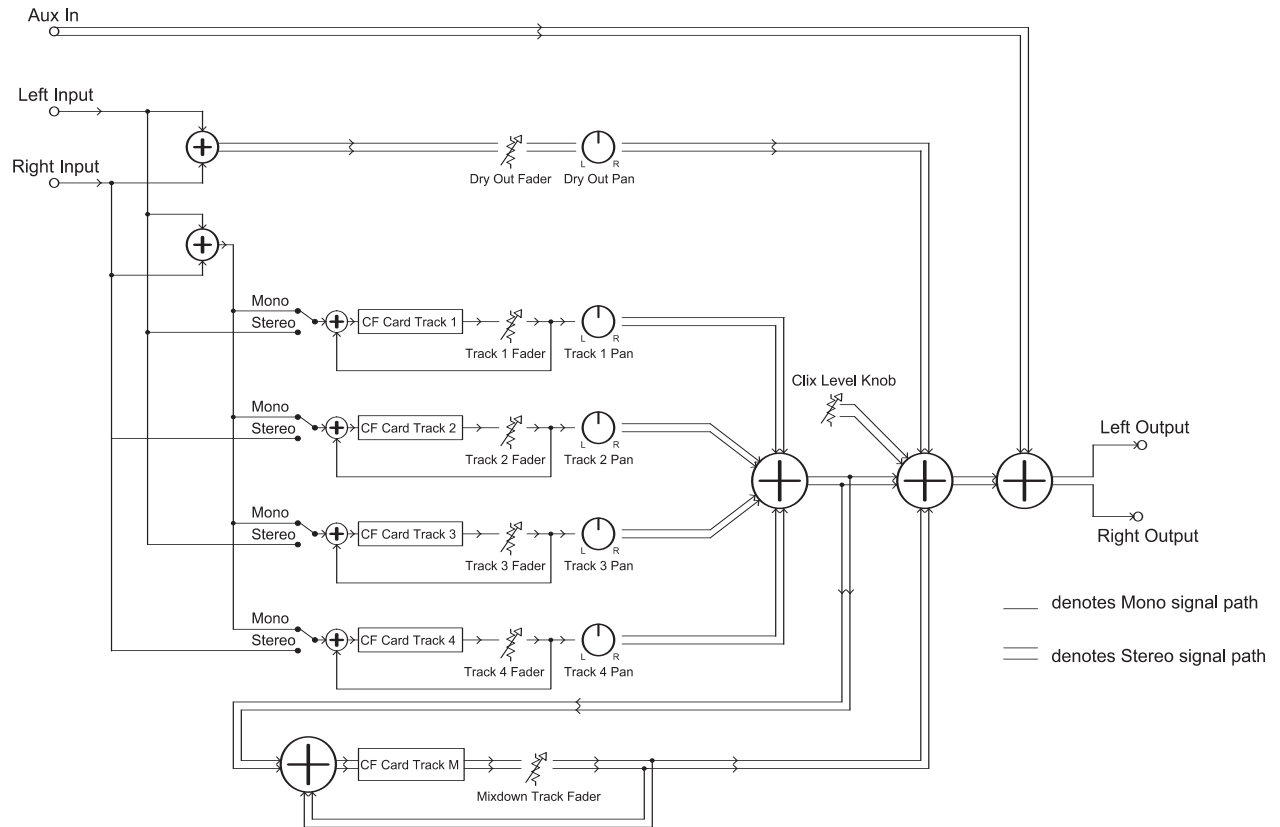 Aux In
Left Input
Right Input
L R
Dry Out Fader
L R
Dry Out Pan
Mono
Stereo
CF Card Track 1
L R
Track 1 Fader
Track 1 Pan
Clix Level Knob
Mono
Stereo
CF Card Track 2
L R
Track 2 Fader
Track 2 Pan
Left Output
Mono
Stereo
CF Card Track 3
L R
Track 3 Fader
Track 3 Pan
Right Output
denotes Mono signal path
Mono
Stereo
CF Card Track 4
L R
Track 4 Fader
Track 4 Pan
denotes Stereo signal path
CF Card Track M
Mixdown Track Fader